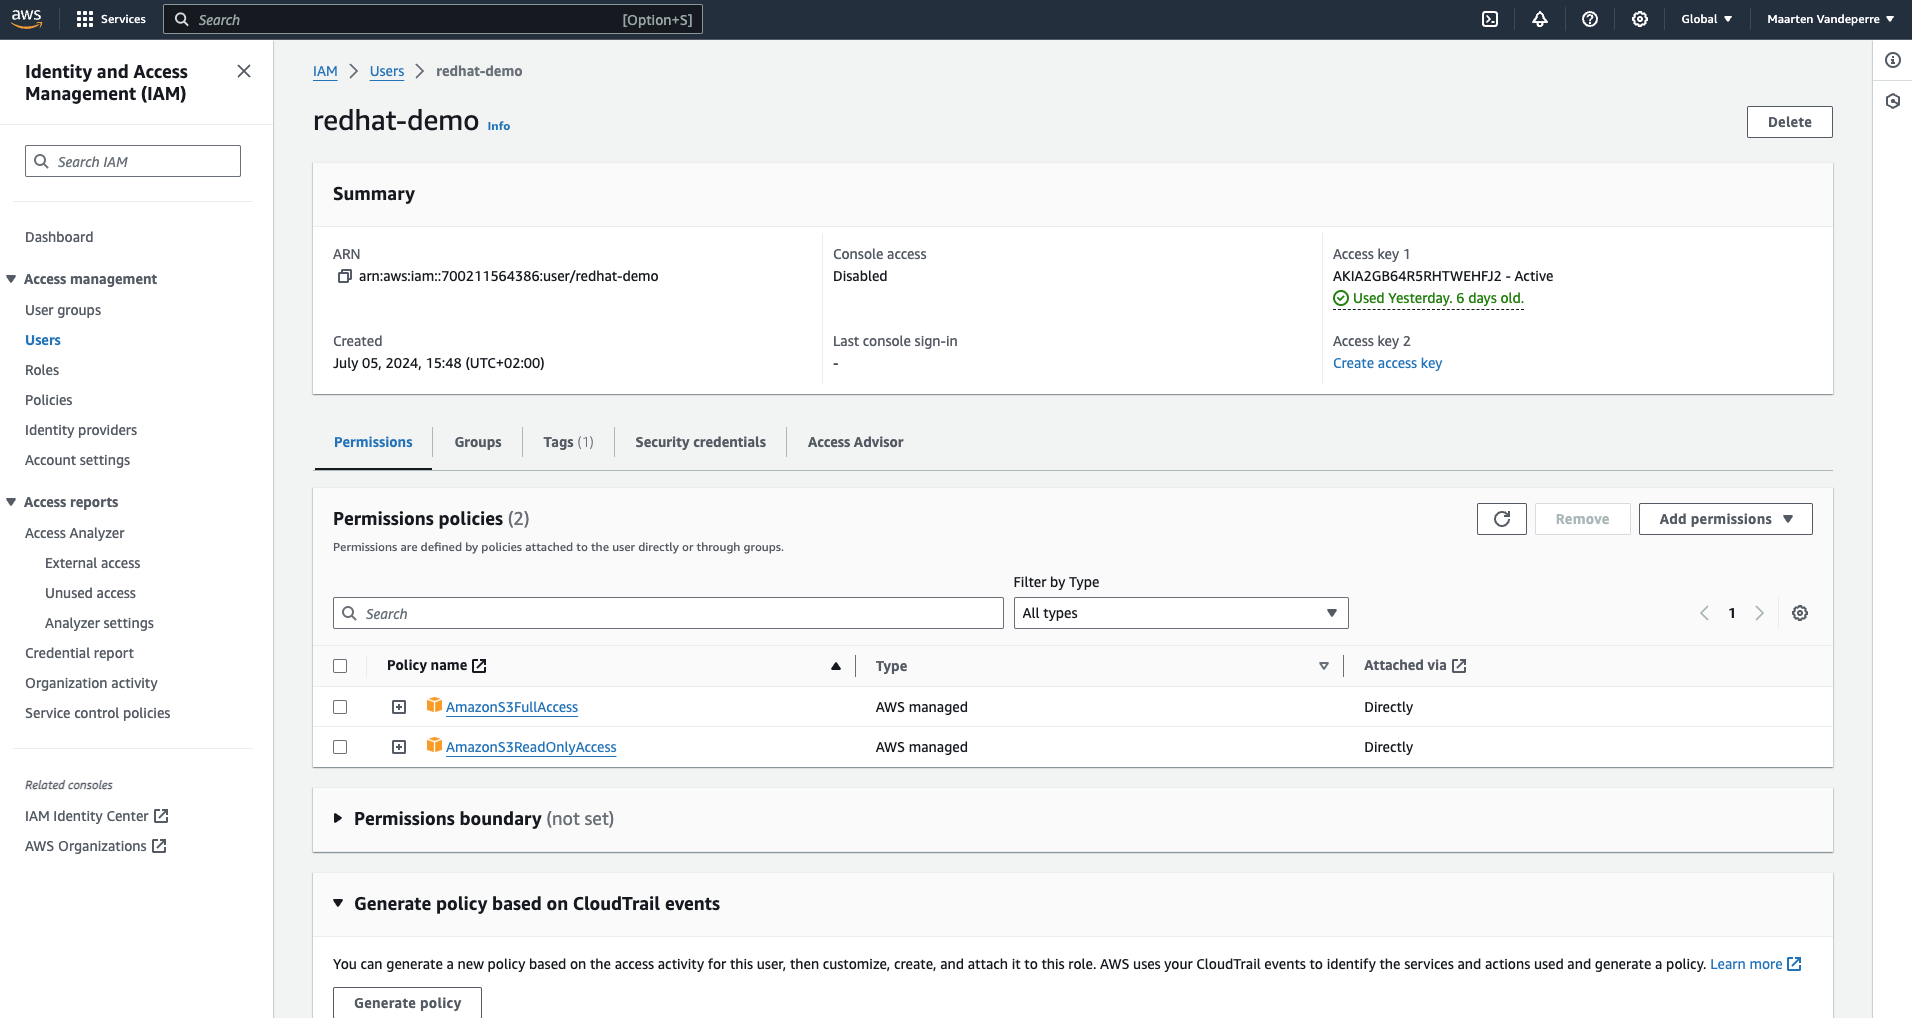 aws
Services
Search
[Option+S]
Global
Maarten Vandeperre
Identity and Access
Management (IAM)
Search IAM
Dashboard
Access management
User groups
Users
Roles
Policies
Identity providers
Account settings
Access reports
Access Analyzer
External access
Unused access
Analyzer settings
Credential report
Organization activity
Service control policies
Related consoles
IAM Identity Center
AWS Organizations
IAM > Users > redhat-demo
redhat-demo Info
Delete
Summary
ARN
arn:aws:iam::700211564386:user/redhat-demo
Console access
Disabled
Access key 1
AKIA2GB64R5RHTWEHFJ2 - Active
Used Yesterday. 6 days old.
Created
July 05, 2024, 15:48 (UTC+02:00)
Last console sign-in
-
Access key 2
Create access key
Permissions
Groups
Tags (1)
Security credentials
Access Advisor
Permissions policies (2)
Permissions are defined by policies attached to the user directly or through groups.
Remove
Add permissions
Filter by Type
Search
All types
1
Policy name
Type
Attached via
AmazonS3FullAccess
AWS managed
Directly
AmazonS3ReadOnlyAccess
AWS managed
Directly
Permissions boundary (not set)
Generate policy based on CloudTrail events
You can generate a new policy based on the access activity for this user, then customize, create, and attach it to this role. AWS uses your CloudTrail events to identify the services and actions used and generate a policy. Learn more
Generate policy